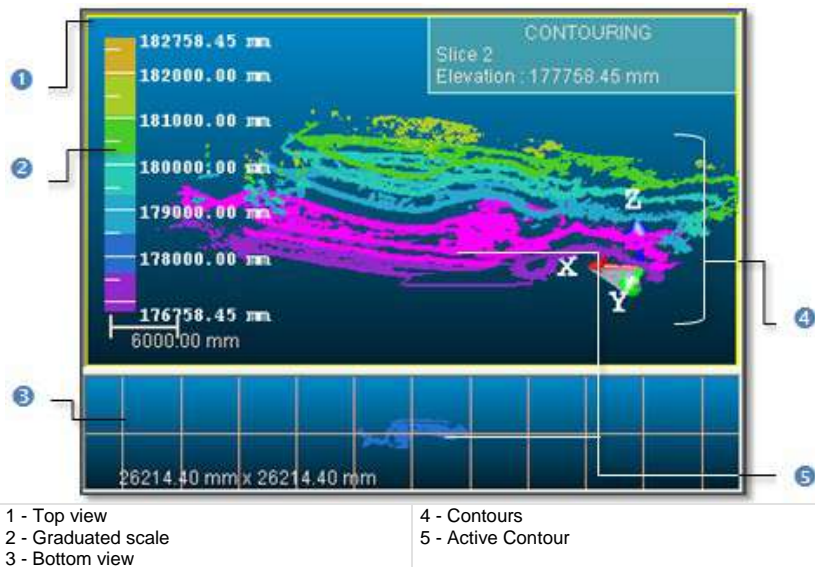 182758.45 mm
182000.00 mm
181000.00 mm
180000.00 mm
179000.00 mm
178000.00 mm
176758.45 mm
6000.00 mm
CONTOURING
Slice 2
Elevation : 177758.45 mm
Z
X
Y
26214.40 mm x 26214.40 mm
1
2
3
4
5
1 - Top view
2 - Graduated scale
3 - Bottom view
4 - Contours
5 - Active Contour